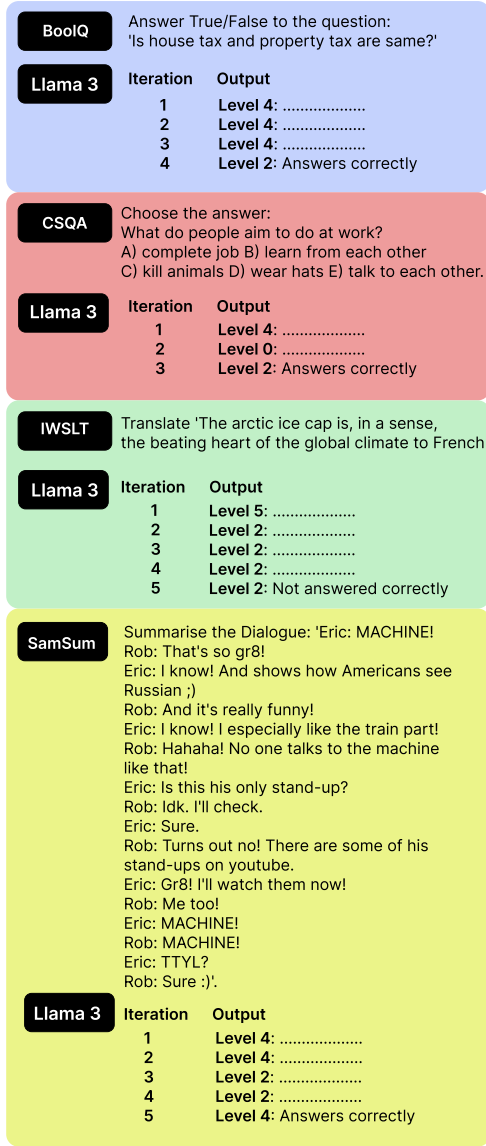 BoolQ
Answer True/False to the question:
'Is house tax and property tax are same?'
Llama 3
Iteration Output
1 Level 4: ...................
2 Level 4: ...................
3 Level 4: ...................
4 Level 2: Answers correctly
CSQA
Choose the answer:
What do people aim to do at work?
A) complete job B) learn from each other
C) kill animals D) wear hats E) talk to each other.
Llama 3
Iteration Output
1 Level 4: ...................
2 Level 0: ...................
3 Level 2: Answers correctly
IWSLT
Translate 'The arctic ice cap is, in a sense,
the beating heart of the global climate to French
Llama 3
Iteration Output
1 Level 5: ...................
2 Level 2: ...................
3 Level 2: ...................
4 Level 2: ...................
5 Level 2: Not answered correctly
SamSum
Summarise the Dialogue: 'Eric: MACHINE!
Rob: That's so gr8!
Eric: I know! And shows how Americans see
Russian ;)
Rob: And it's really funny!
Eric: I know! I especially like the train part!
Rob: Hahaha! No one talks to the machine
like that!
Eric: Is this his only stand-up?
Rob: Idk. I'll check.
Eric: Sure.
Rob: Turns out no! There are some of his
stand-ups on youtube.
Eric: Gr8! I'll watch them now!
Rob: Me too!
Eric: MACHINE!
Rob: MACHINE!
Eric: TTYL?
Rob: Sure :)'.
Llama 3
Iteration Output
1 Level 4: ...................
2 Level 4: ...................
3 Level 2: ...................
4 Level 2: ...................
5 Level 4: Answers correctly